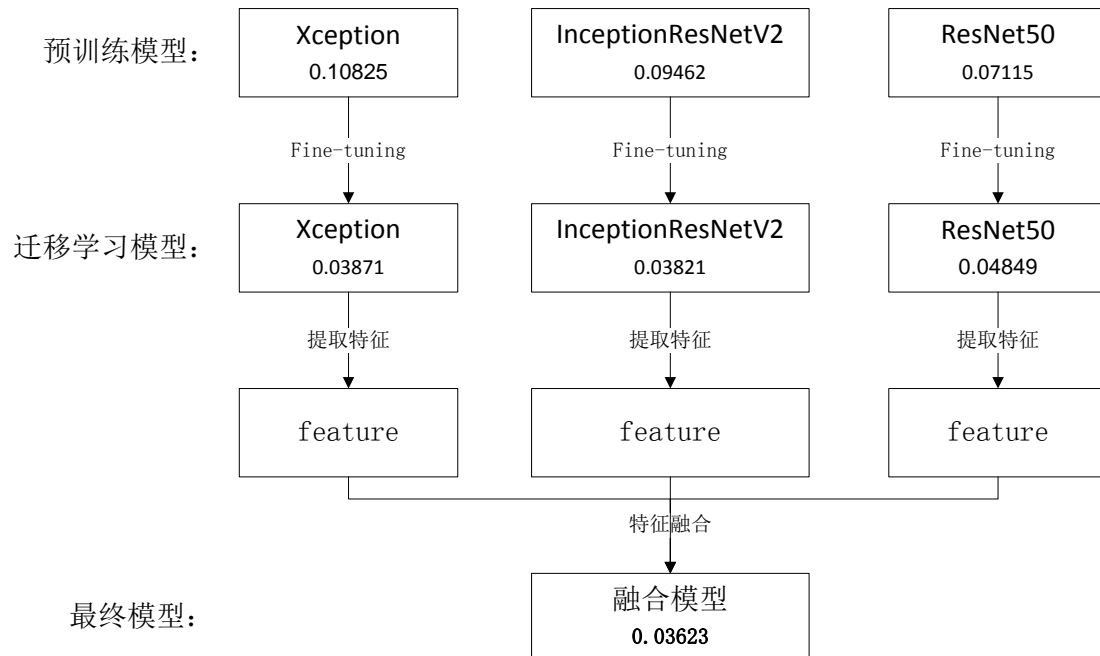 预训练模型:
Xception
0.10825
InceptionResNetV2
0.09462
ResNet50
0.07115
Fine-tuning
Fine-tuning
Fine-tuning
迁移学习模型:
Xception
0.03871
InceptionResNetV2
0.03821
ResNet50
0.04849
提取特征
提取特征
提取特征
feature
feature
feature
特征融合
最终模型:
融合模型
0.03623